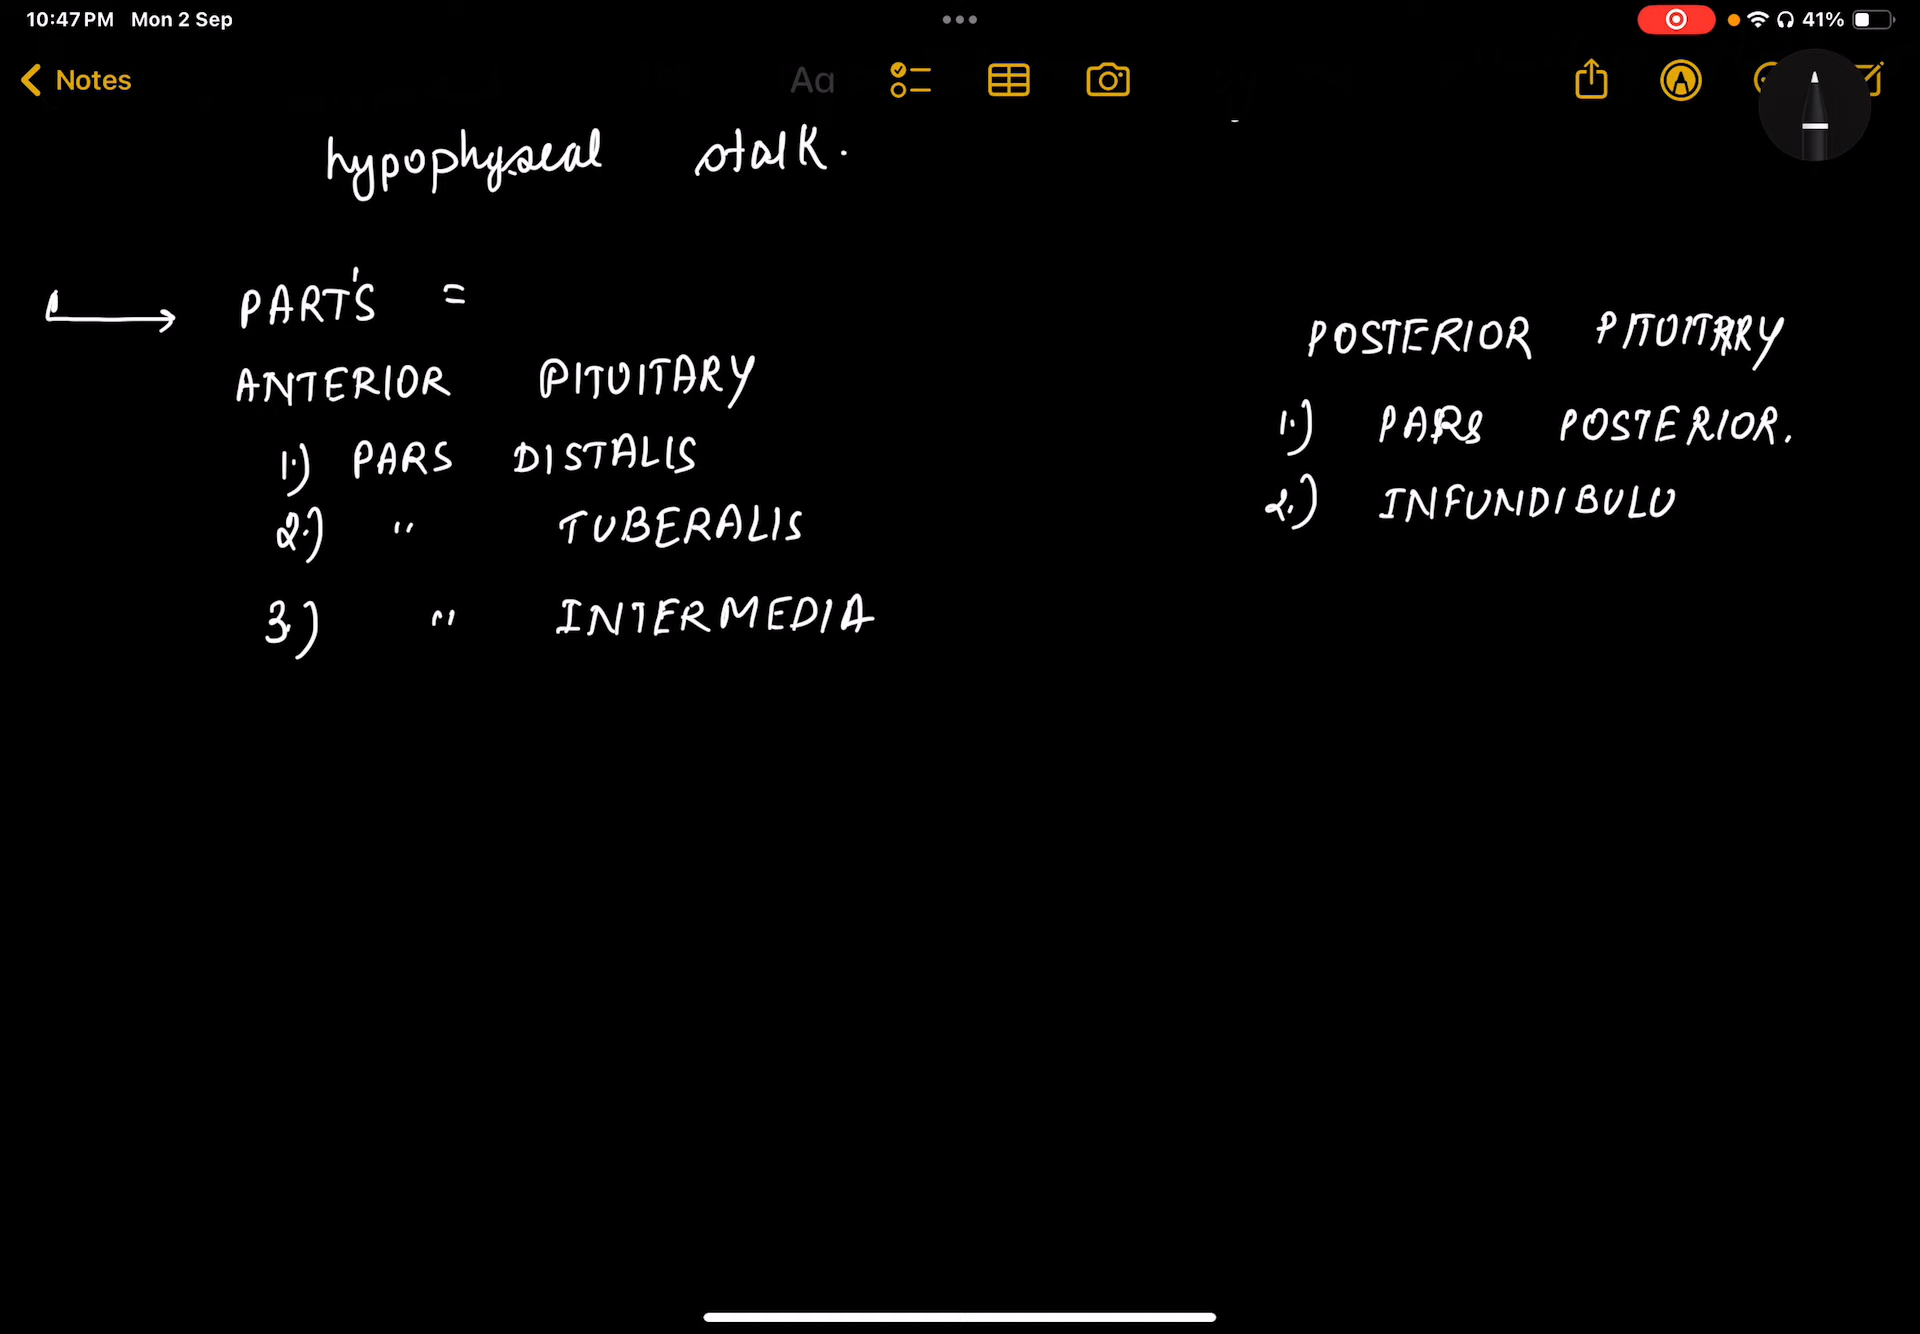 10:47 PM Mon 2 Sep
41%
Notes
Aa
hypophyseal stalk.
PART'S =
ANTERIOR PITUITARY
1.) PARS DISTALIS
2.) " TUBERALIS
3.) " INTERMEDIA
POSTERIOR PITUITARY
1.) PARS POSTERIOR.
2.) INFUNDIBULU